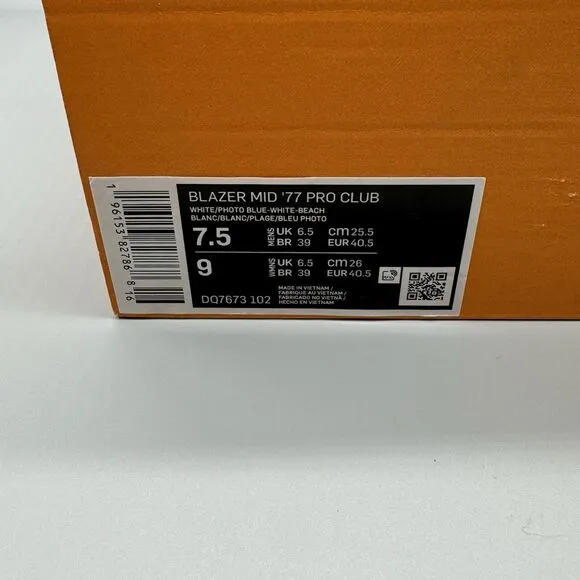 BLAZER MID '77 PRO CLUB
WHITE/PHOTO BLUE-WHITE-BEACH
BLANC/BLANC/PLAGE/BLEU PHOTO
7.5 MENS UK 6.5 CM 25.5
BR 39 EUR 40.5
9 WMNS UK 6.5 CM 26
BR 39 EUR 40.5
DQ7673 102
MADE IN VIETNAM /
FABRIQUÉ AU VIETNAM /
FABRICADO NO VIETNÃ /
HECHO EN VIETNAM
1 96153 82786 8 16